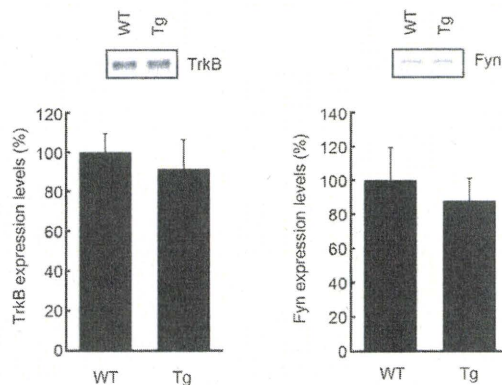 WT Tg
TrkB
TrkB expression levels (%)
120
100
80
60
40
20
0
WT Tg
WT Tg
Fyn
Fyn expression levels (%)
140
120
100
80
60
40
20
0
WT Tg